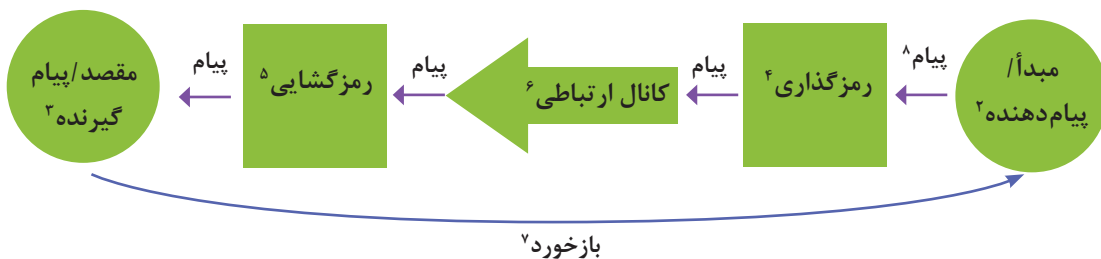 مبدأ/
پیام‌دهنده۲
پیام۸
رمزگذاری۴
پیام
کانال ارتباطی۶
پیام
رمزگشایی۵
پیام
مقصد/پیام
گیرنده۳
بازخورد۷